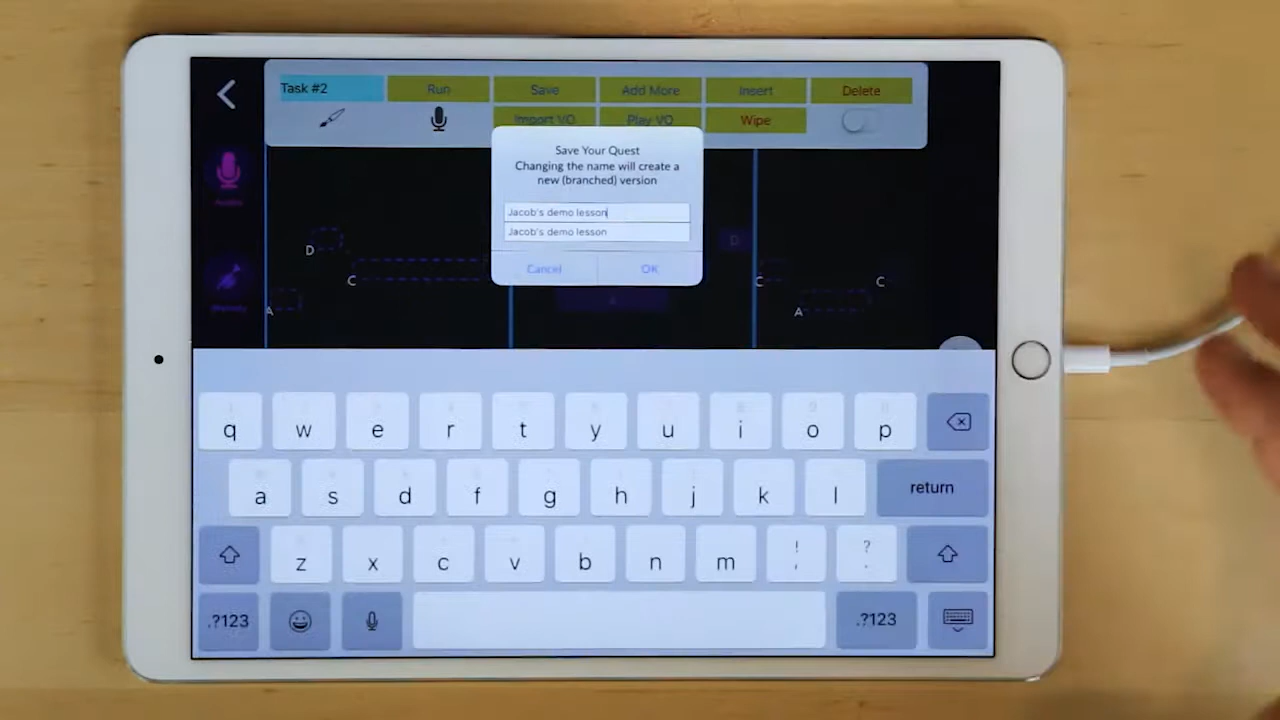 Task #2
Run
Save
Add More
Insert
Delete
Import VO
Play VO
Wipe
Save Your Quest
Changing the name will create a
new (branched) version
Jacob's demo lesson
Jacob's demo lesson
Cancel
OK
D
D
C
C
C
A
A
q w e r t y u i o p
a s d f g h j k l return
z x c v b n m ! , ? .
.?123
.?123